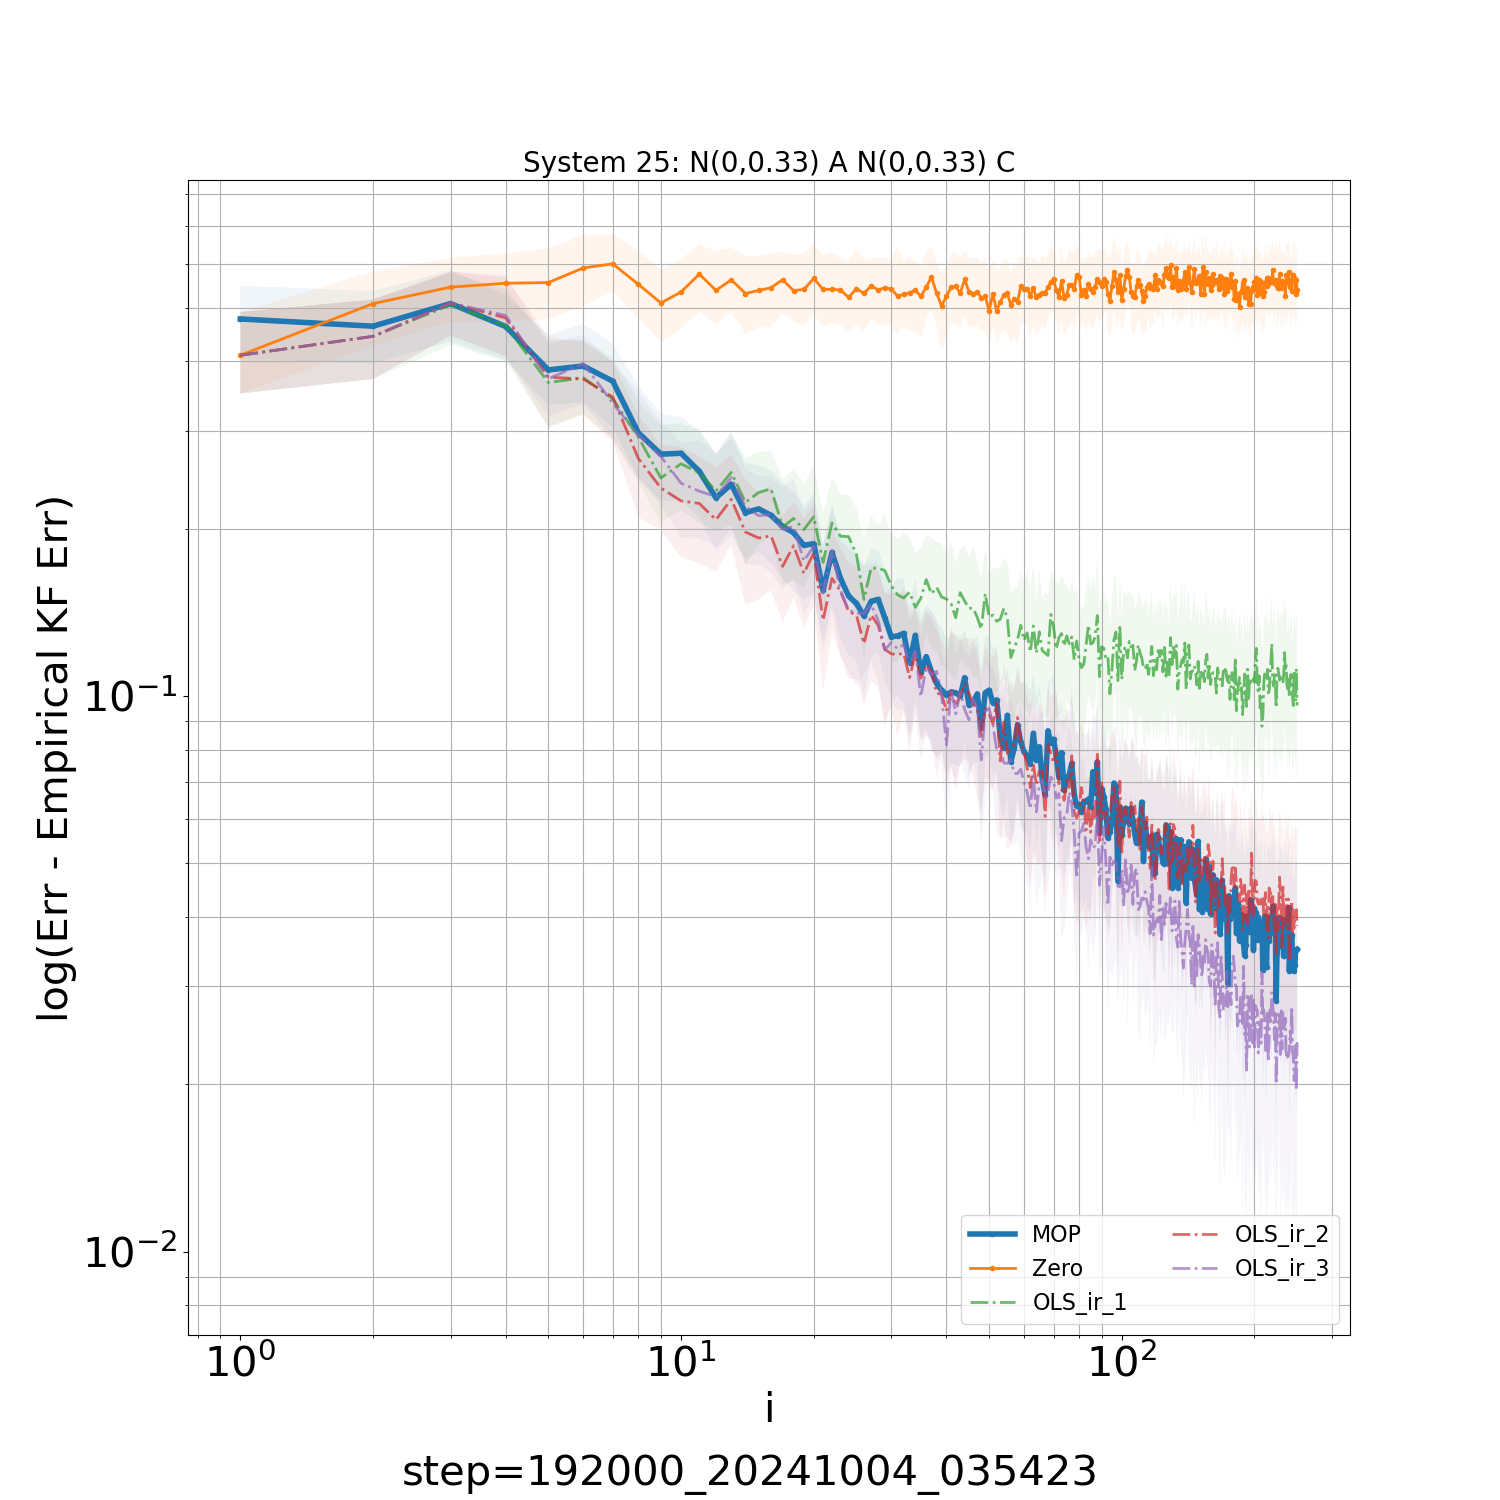 System 25: N(0,0.33) A N(0,0.33) C
log(Err - Empirical KF Err)
10⁻¹
10⁻²
MOP
Zero
OLS_ir_1
OLS_ir_2
OLS_ir_3
10⁰ 10¹ 10²
i
step=192000_20241004_035423